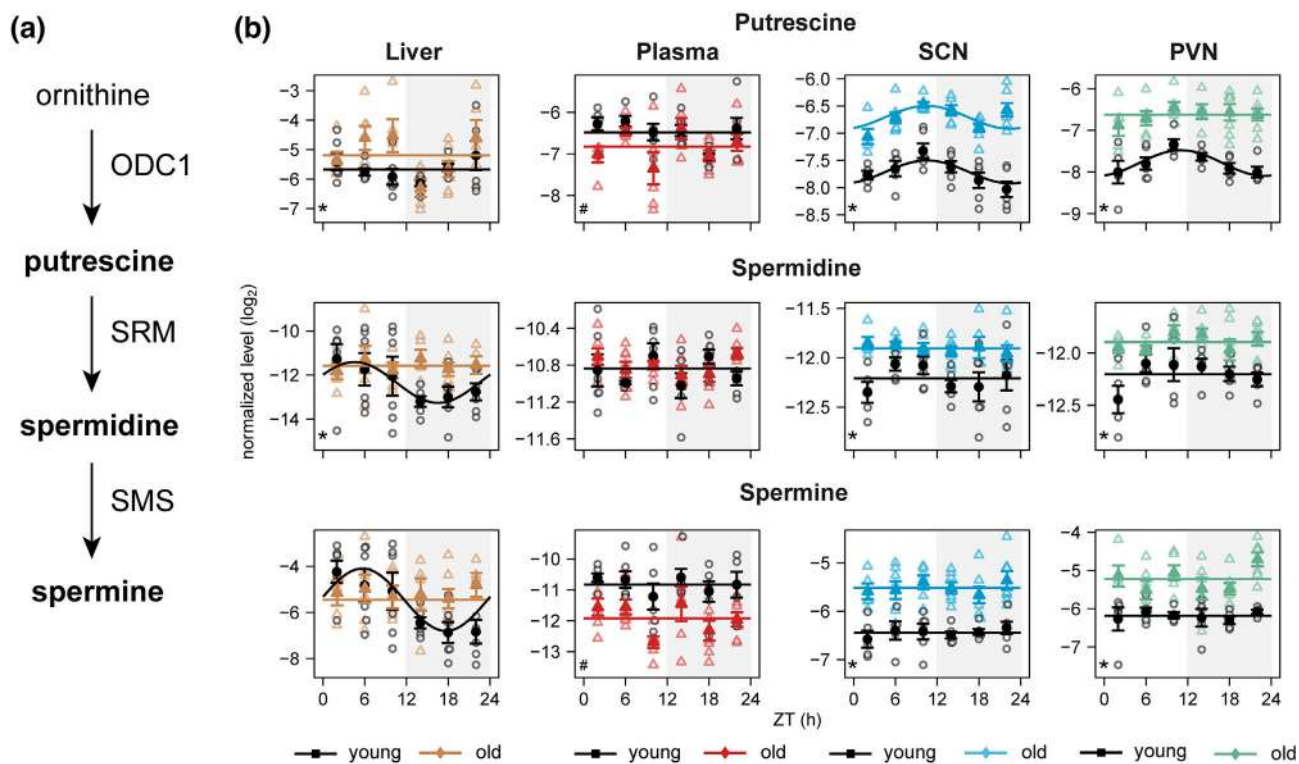 (a)
ornithine
ODC1
putrescine
SRM
spermidine
SMS
spermine
(b)
Putrescine
Liver Plasma SCN PVN
normalized level (log2)
−3 −4 −5 −6 −7 *
−6 −7 −8 #
−6.0 −6.5 −7.0 −7.5 −8.0 −8.5 *
−6 −7 −8 −9 *
Spermidine
−10 −12 −14 *
−10.4 −10.8 −11.2 −11.6
−11.5 −12.0 −12.5 *
−12.0 −12.5 *
Spermine
−4 −6 −8
−10 −11 −12 −13 #
−5 −6 −7 *
−4 −5 −6 −7 *
0 6 12 18 24 0 6 12 18 24 0 6 12 18 24 0 6 12 18 24
ZT (h)
young old young old young old young old